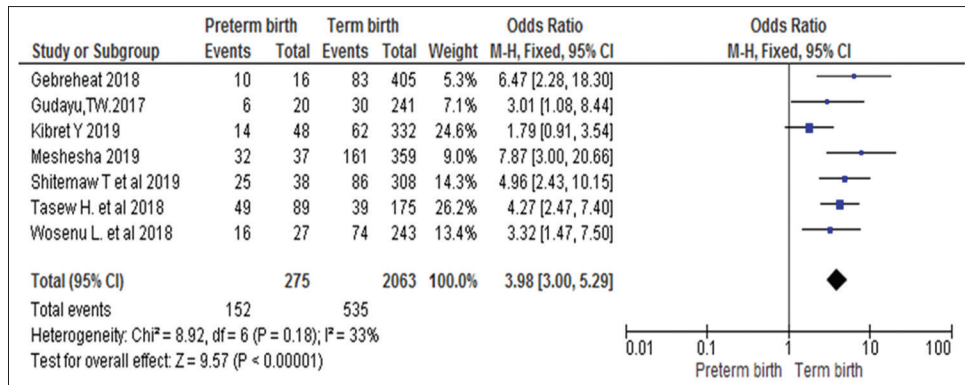 Preterm birth Term birth Odds Ratio Odds Ratio
Study or Subgroup Events Total Events Total Weight M-H, Fixed, 95% CI M-H, Fixed, 95% CI
Gebreheat 2018 10 16 83 405 5.3% 6.47 [2.28, 18.30]
Gudayu,TW.2017 6 20 30 241 7.1% 3.01 [1.08, 8.44]
Kibret Y 2019 14 48 62 332 24.6% 1.79 [0.91, 3.54]
Meshesha 2019 32 37 161 359 9.0% 7.87 [3.00, 20.66]
Shitemaw T et al 2019 25 38 86 308 14.3% 4.96 [2.43, 10.15]
Tasew H. et al 2018 49 89 39 175 26.2% 4.27 [2.47, 7.40]
Wosenu L. et al 2018 16 27 74 243 13.4% 3.32 [1.47, 7.50]
Total (95% CI) 275 2063 100.0% 3.98 [3.00, 5.29]
Total events 152 535
Heterogeneity: Chi² = 8.92, df = 6 (P = 0.18); I² = 33%
Test for overall effect: Z = 9.57 (P < 0.00001)
0.01 0.1 1 10 100
Preterm birth Term birth